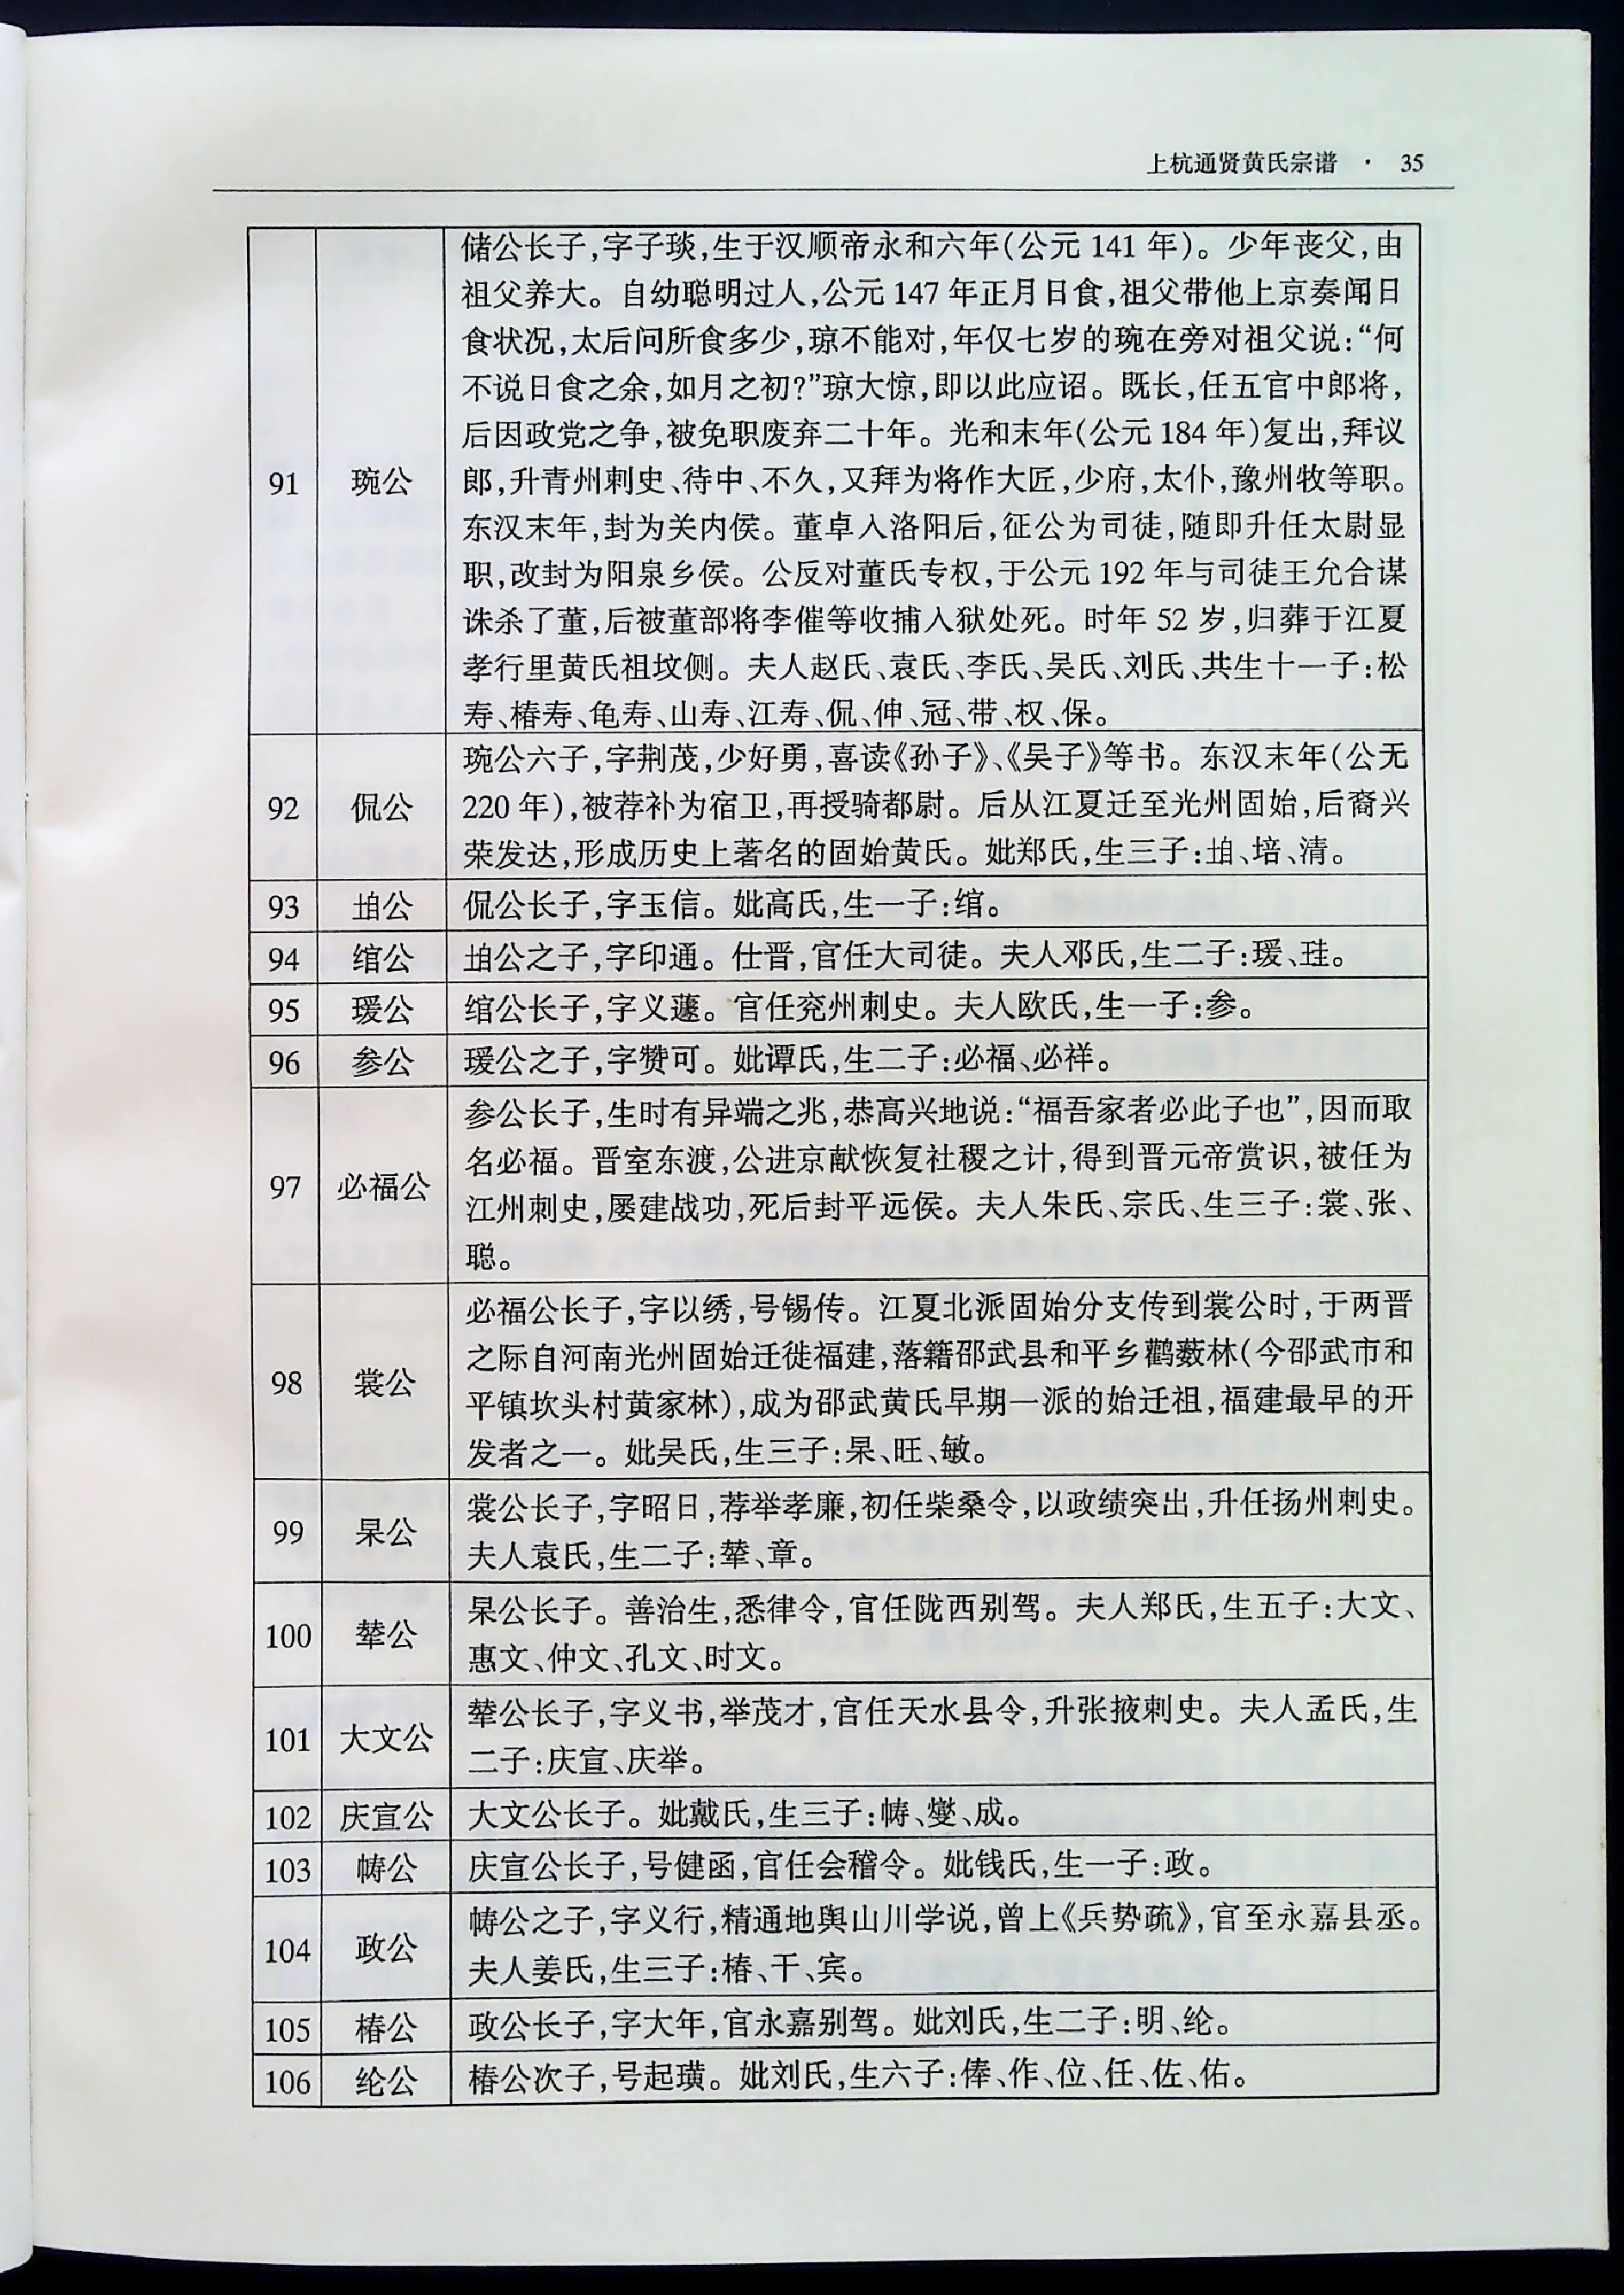 上杭通贤黄氏宗谱 · 35
储公长子,字子琰,生于汉顺帝永和六年(公元 141 年)。少年丧父,由
祖父养大。自幼聪明过人,公元 147 年正月日食,祖父带他上京奏闻日
食状况,太后问所食多少,琼不能对,年仅七岁的琬在旁对祖父说:“何
不说日食之余,如月之初?”琼大惊,即以此应诏。既长,任五官中郎将,
后因政党之争,被免职废弃二十年。光和末年(公元 184 年)复出,拜议
91 琬公 郎,升青州刺史、待中、不久,又拜为将作大匠,少府,太仆,豫州牧等职。
东汉末年,封为关内侯。董卓入洛阳后,征公为司徒,随即升任太尉显
职,改封为阳泉乡侯。公反对董氏专权,于公元 192 年与司徒王允合谋
诛杀了董,后被董部将李催等收捕入狱处死。时年 52 岁,归葬于江夏
孝行里黄氏祖坟侧。夫人赵氏、袁氏、李氏、吴氏、刘氏、共生十一子:松
寿、椿寿、龟寿、山寿、江寿、侃、伸、冠、带、权、保。
琬公六子,字荆茂,少好勇,喜读《孙子》、《吴子》等书。东汉末年(公无
92 侃公 220 年),被荐补为宿卫,再授骑都尉。后从江夏迁至光州固始,后裔兴
荣发达,形成历史上著名的固始黄氏。妣郑氏,生三子:、培、清。
93 公 侃公长子,字玉信。妣高氏,生一子:绾。
94 绾公 公之子,字印通。仕晋,官任大司徒。夫人邓氏,生二子:瑗、珪。
95 瑗公 绾公长子,字义蘧。官任兖州刺史。夫人欧氏,生一子:参。
96 参公 瑗公之子,字赞可。妣谭氏,生二子:必福、必祥。
参公长子,生时有异端之兆,恭高兴地说:“福吾家者必此子也”,因而取
名必福。晋室东渡,公进京献恢复社稷之计,得到晋元帝赏识,被任为
97 必福公 江州刺史,屡建战功,死后封平远侯。夫人朱氏、宗氏、生三子:裳、张、
聪。
必福公长子,字以绣,号锡传。江夏北派固始分支传到裳公时,于两晋
之际自河南光州固始迁徙福建,落籍邵武县和平乡鹳薮林(今邵武市和
98 裳公 平镇坎头村黄家林),成为邵武黄氏早期一派的始迁祖,福建最早的开
发者之一。妣吴氏,生三子:杲、旺、敏。
99 杲公 裳公长子,字昭日,荐举孝廉,初任柴桑令,以政绩突出,升任扬州刺史。
夫人袁氏,生二子:辇、章。
100 辇公 杲公长子。善治生,悉律令,官任陇西别驾。夫人郑氏,生五子:大文、
惠文、仲文、孔文、时文。
101 大文公 辇公长子,字义书,举茂才,官任天水县令,升张掖刺史。夫人孟氏,生
二子:庆宣、庆举。
102 庆宣公 大文公长子。妣戴氏,生三子:帱、燮、成。
103 帱公 庆宣公长子,号健函,官任会稽令。妣钱氏,生一子:政。
104 政公 帱公之子,字义行,精通地舆山川学说,曾上《兵势疏》,官至永嘉县丞。
夫人姜氏,生三子:椿、干、宾。
105 椿公 政公长子,字大年,官永嘉别驾。妣刘氏,生二子:明、纶。
106 纶公 椿公次子,号起璜。妣刘氏,生六子:俸、作、位、任、佐、佑。